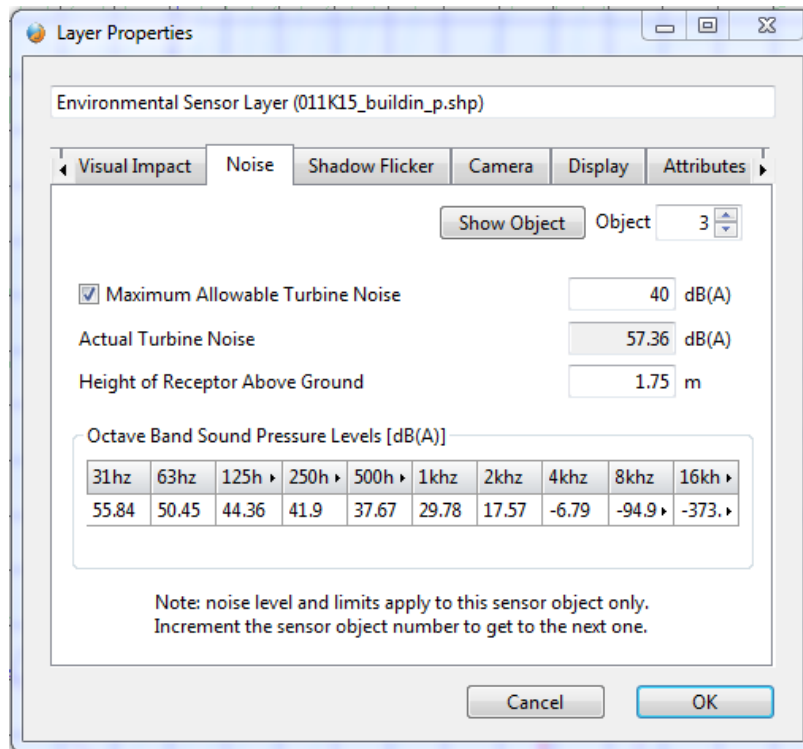 Layer Properties
Environmental Sensor Layer (011K15_buildin_p.shp)
Visual Impact Noise Shadow Flicker Camera Display Attributes
Show Object Object 3
Maximum Allowable Turbine Noise 40 dB(A)
Actual Turbine Noise 57.36 dB(A)
Height of Receptor Above Ground 1.75 m
Octave Band Sound Pressure Levels [dB(A)]
31hz 63hz 125h 250h 500h 1khz 2khz 4khz 8khz 16kh
55.84 50.45 44.36 41.9 37.67 29.78 17.57 -6.79 -94.9 -373.
Note: noise level and limits apply to this sensor object only.
Increment the sensor object number to get to the next one.
Cancel OK